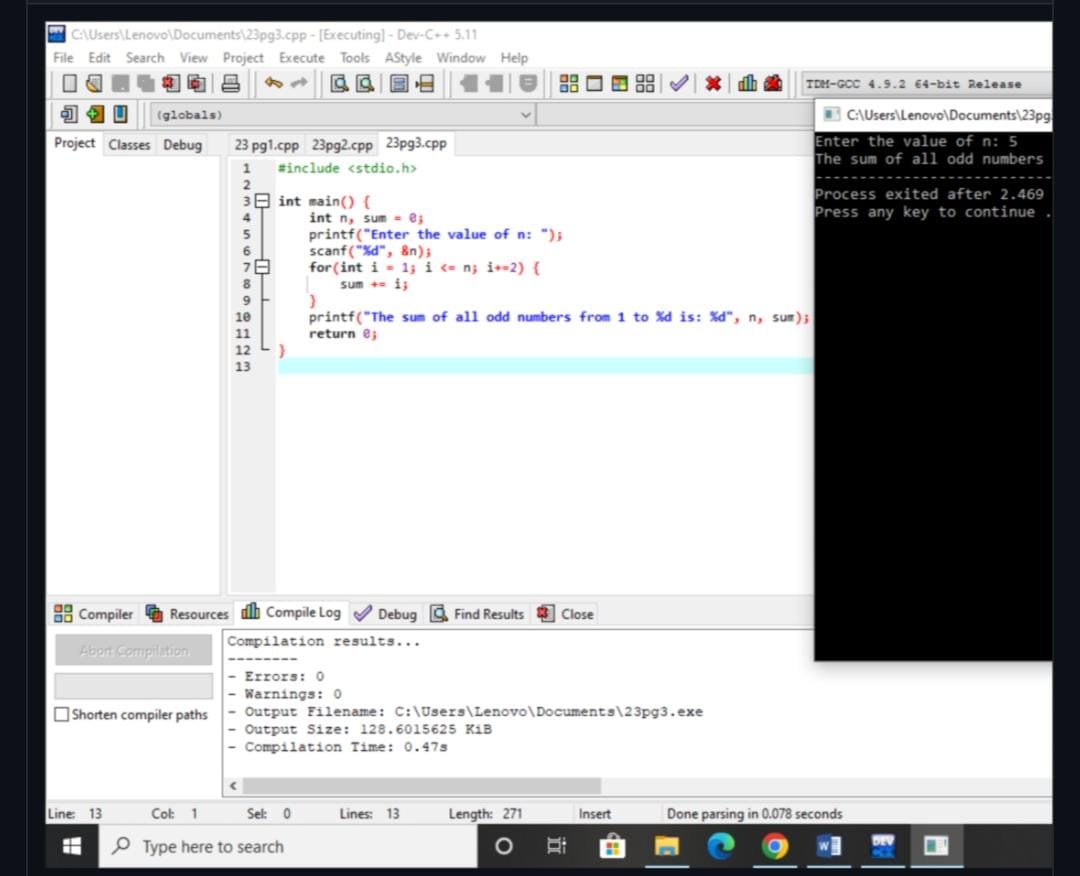 C:\Users\Lenovo\Documents\23pg3.cpp - [Executing] - Dev-C++ 5.11
File Edit Search View Project Execute Tools AStyle Window Help
TDM-GCC 4.9.2 64-bit Release
(globals)
Project Classes Debug
23 pg1.cpp 23pg2.cpp 23pg3.cpp
1 #include <stdio.h>
2
3 int main() {
4 int n, sum = 0;
5 printf("Enter the value of n: ");
6 scanf("%d", &n);
7 for(int i = 1; i <= n; i+=2) {
8 sum += i;
9 }
10 printf("The sum of all odd numbers from 1 to %d is: %d", n, sum);
11 return 0;
12 }
13
C:\Users\Lenovo\Documents\23pg
Enter the value of n: 5
The sum of all odd numbers
---------------------------
Process exited after 2.469
Press any key to continue .
Compiler Resources Compile Log Debug Find Results Close
Abort Compilation
Shorten compiler paths
Compilation results...
--------
- Errors: 0
- Warnings: 0
- Output Filename: C:\Users\Lenovo\Documents\23pg3.exe
- Output Size: 128.6015625 KiB
- Compilation Time: 0.47s
Line: 13 Col: 1 Sel: 0 Lines: 13 Length: 271 Insert Done parsing in 0.078 seconds
Type here to search
W
DEV